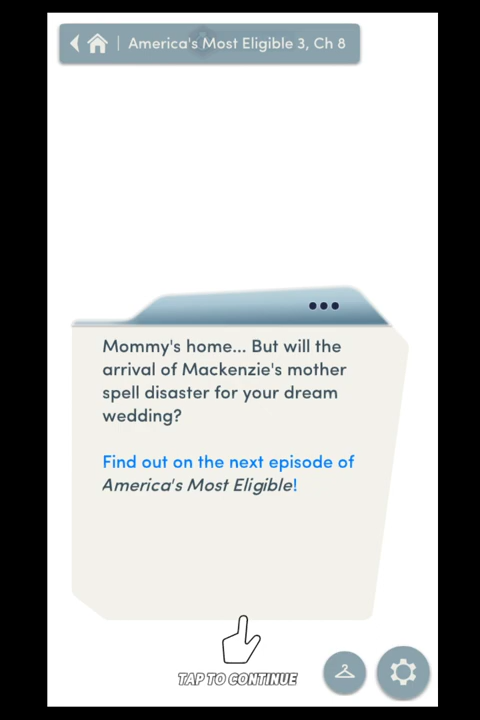 America's Most Eligible 3, Ch 8
Mommy's home... But will the
arrival of Mackenzie's mother
spell disaster for your dream
wedding?
Find out on the next episode of
America's Most Eligible!
TAP TO CONTINUE